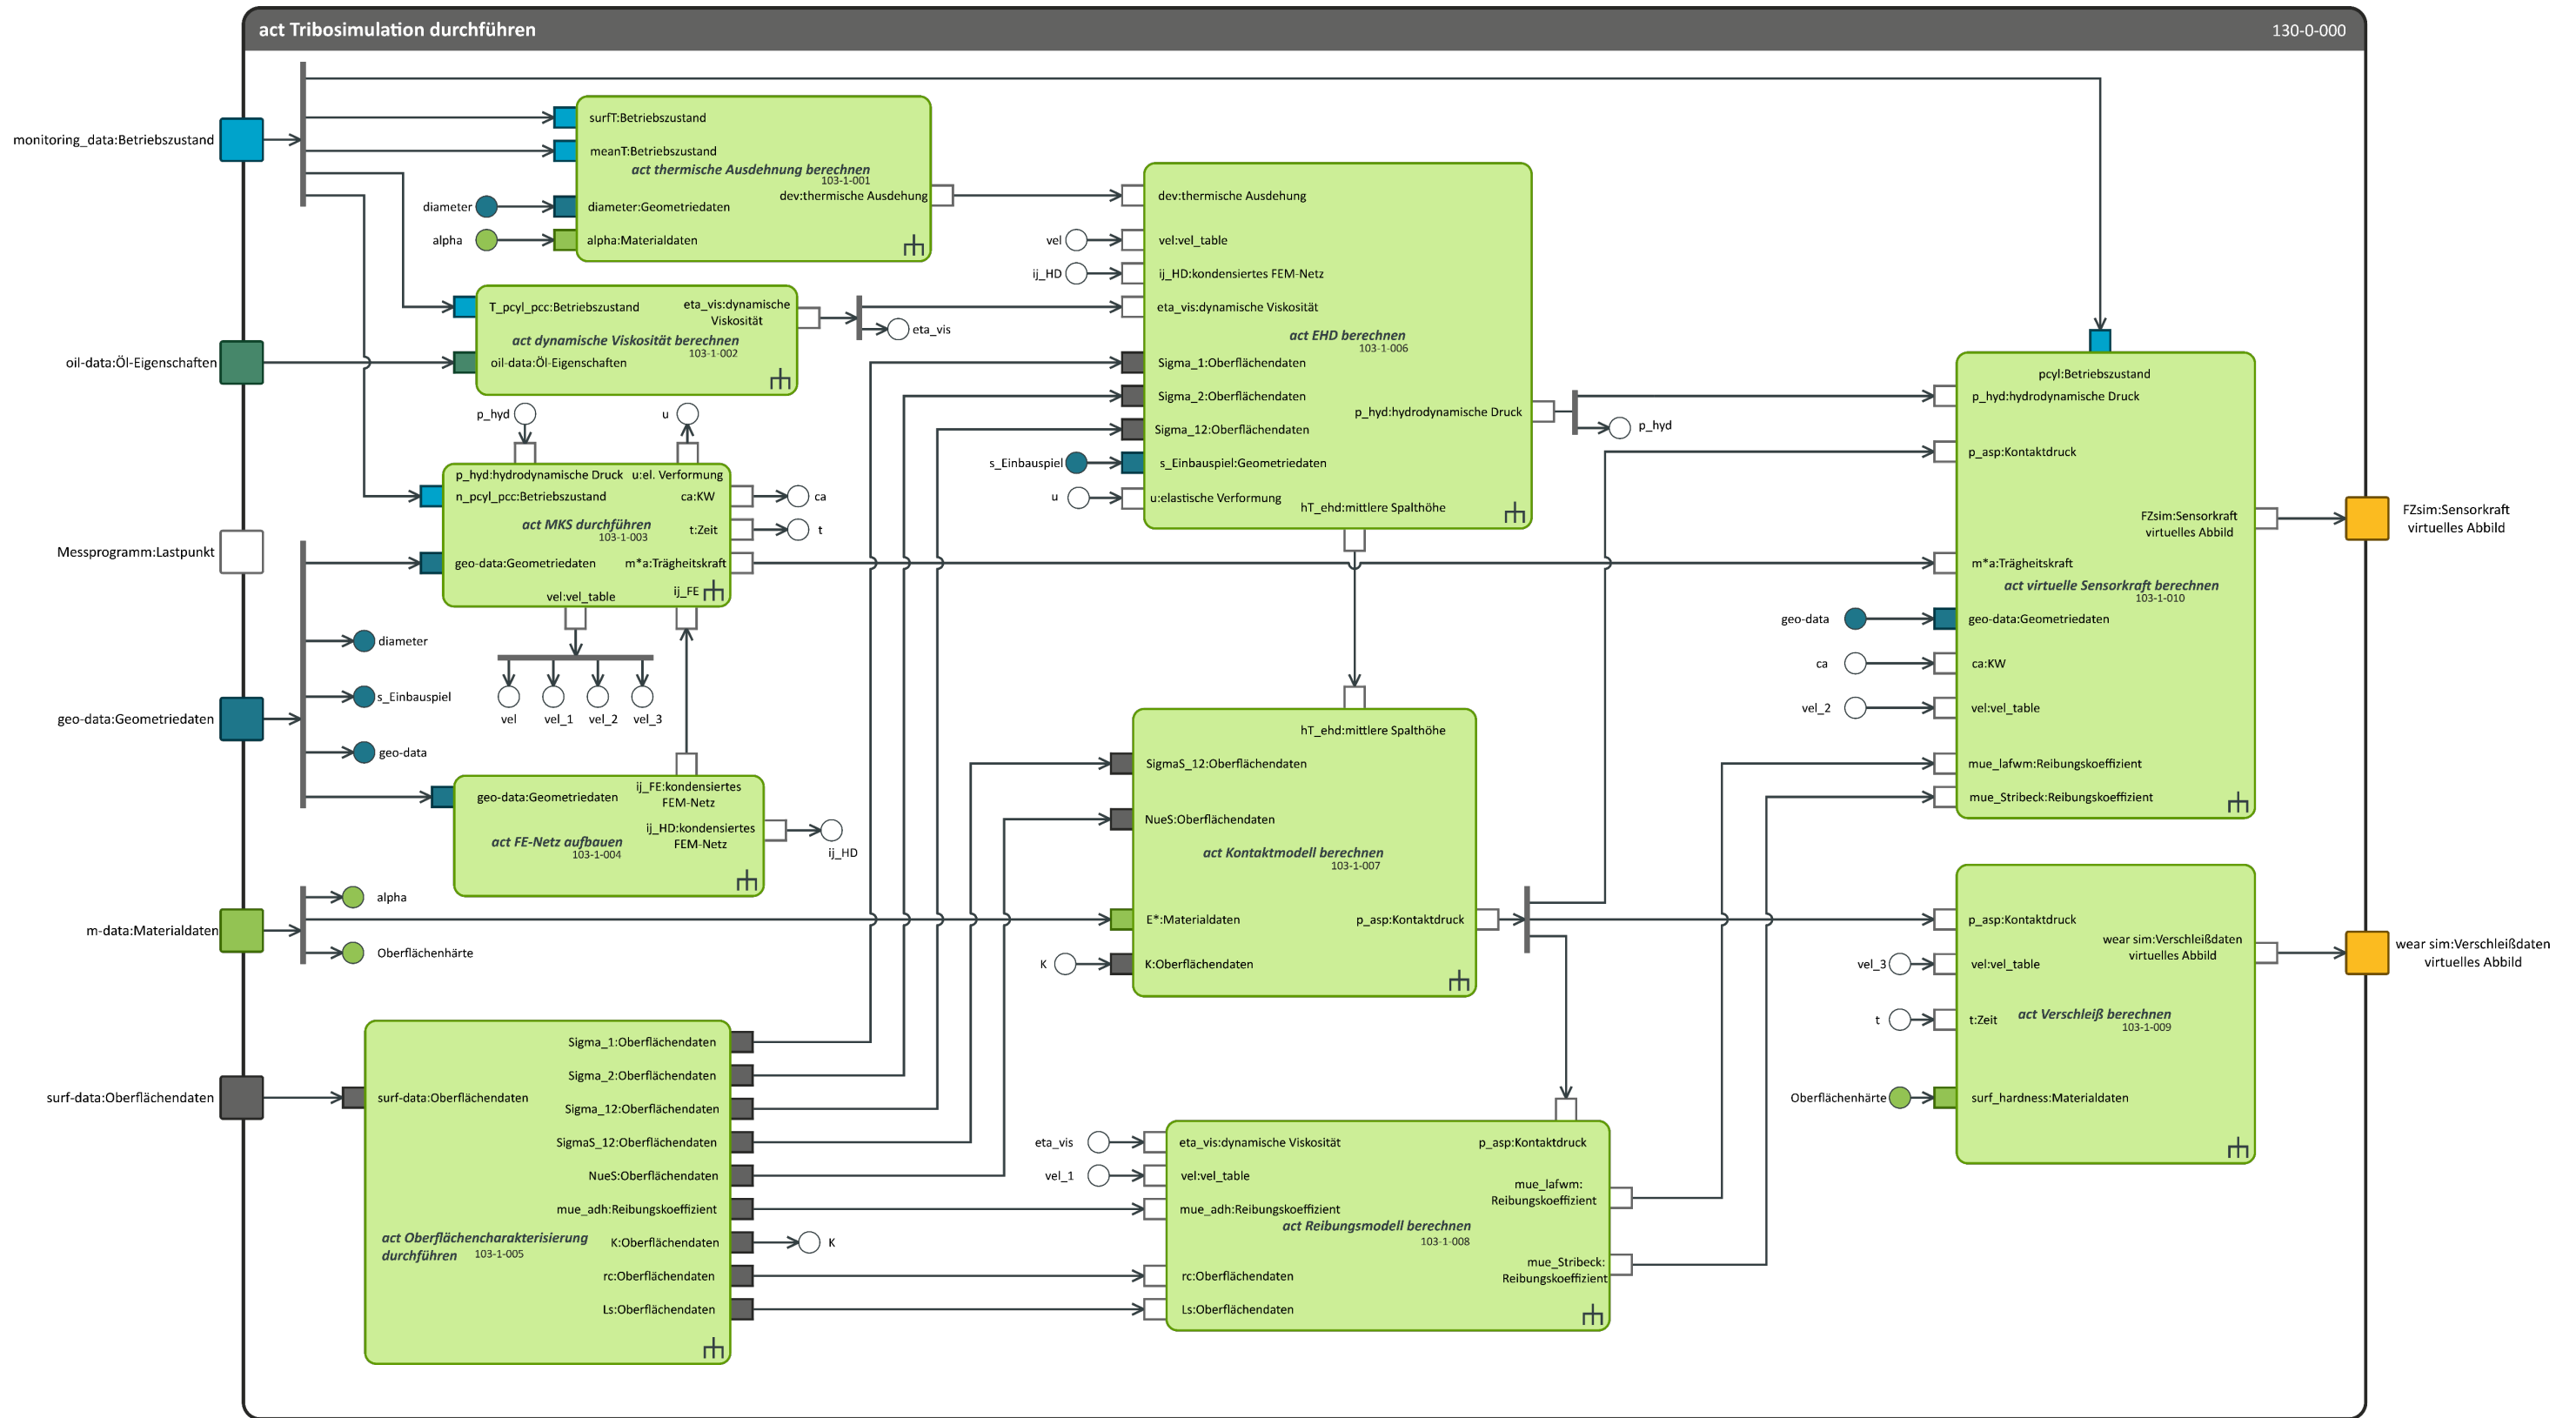 act Tribosimulation durchführen
130-0-000
monitoring_data:Betriebszustand
oil-data:Öl-Eigenschaften
Messprogramm:Lastpunkt
geo-data:Geometriedaten
m-data:Materialdaten
surf-data:Oberflächendaten
surfT:Betriebszustand
meanT:Betriebszustand
act thermische Ausdehnung berechnen
103-1-001
dev:thermische Ausdehung
diameter
diameter:Geometriedaten
alpha
alpha:Materialdaten
T_pcyl_pcc:Betriebszustand
eta_vis:dynamische
Viskosität
act dynamische Viskosität berechnen
103-1-002
oil-data:Öl-Eigenschaften
eta_vis
p_hyd
u
p_hyd:hydrodynamische Druck
u:el. Verformung
n_pcyl_pcc:Betriebszustand
ca:KW
ca
act MKS durchführen
103-1-003
t:Zeit
t
geo-data:Geometriedaten
m*a:Trägheitskraft
vel:vel_table
ij_FE
diameter
s_Einbauspiel
geo-data
vel
vel_1
vel_2
vel_3
geo-data:Geometriedaten
ij_FE:kondensiertes
FEM-Netz
ij_HD:kondensiertes
FEM-Netz
act FE-Netz aufbauen
103-1-004
ij_HD
alpha
Oberflächenhärte
surf-data:Oberflächendaten
Sigma_1:Oberflächendaten
Sigma_2:Oberflächendaten
Sigma_12:Oberflächendaten
SigmaS_12:Oberflächendaten
NueS:Oberflächendaten
mue_adh:Reibungskoeffizient
act Oberflächencharakterisierung
durchführen
103-1-005
K:Oberflächendaten
K
rc:Oberflächendaten
Ls:Oberflächendaten
dev:thermische Ausdehung
vel
vel:vel_table
ij_HD
ij_HD:kondensiertes FEM-Netz
eta_vis:dynamische Viskosität
act EHD berechnen
103-1-006
Sigma_1:Oberflächendaten
Sigma_2:Oberflächendaten
p_hyd:hydrodynamische Druck
Sigma_12:Oberflächendaten
p_hyd
s_Einbauspiel
s_Einbauspiel:Geometriedaten
u
u:elastische Verformung
hT_ehd:mittlere Spalthöhe
hT_ehd:mittlere Spalthöhe
SigmaS_12:Oberflächendaten
NueS:Oberflächendaten
act Kontaktmodell berechnen
103-1-007
E*:Materialdaten
p_asp:Kontaktdruck
K
K:Oberflächendaten
eta_vis
eta_vis:dynamische Viskosität
p_asp:Kontaktdruck
vel_1
vel:vel_table
mue_lafwm:
Reibungskoeffizient
mue_adh:Reibungskoeffizient
act Reibungsmodell berechnen
103-1-008
mue_Stribeck:
Reibungskoeffizient
rc:Oberflächendaten
Ls:Oberflächendaten
pcyl:Betriebszustand
p_hyd:hydrodynamische Druck
p_asp:Kontaktdruck
FZsim:Sensorkraft
virtuelles Abbild
m*a:Trägheitskraft
act virtuelle Sensorkraft berechnen
103-1-010
geo-data
geo-data:Geometriedaten
ca
ca:KW
vel_2
vel:vel_table
mue_lafwm:Reibungskoeffizient
mue_Stribeck:Reibungskoeffizient
p_asp:Kontaktdruck
wear sim:Verschleißdaten
virtuelles Abbild
vel_3
vel:vel_table
t
t:Zeit
act Verschleiß berechnen
103-1-009
Oberflächenhärte
surf_hardness:Materialdaten
FZsim:Sensorkraft
virtuelles Abbild
wear sim:Verschleißdaten
virtuelles Abbild